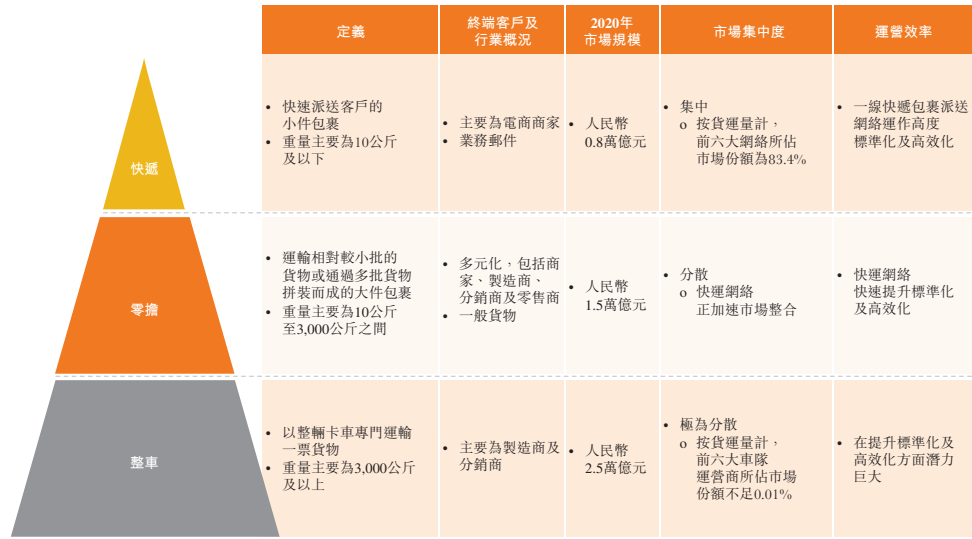 定義
終端客戶及
行業概況
2020年
市場規模
市場集中度
運營效率
快遞
• 快速派送客戶的
小件包裹
• 重量主要為10公斤
及以下
• 主要為電商商家
• 業務郵件
• 人民幣
0.8萬億元
• 集中
o 按貨運量計，
前六大網絡所佔
市場份額為83.4%
• 一線快遞包裹派送
網絡運作高度
標準化及高效化
零擔
• 運輸相對較小批的
貨物或通過多批貨物
拼裝而成的大件包裹
• 重量主要為10公斤
至3,000公斤之間
• 多元化，包括商
家、製造商、
分銷商及零售商
• 一般貨物
• 人民幣
1.5萬億元
• 分散
o 快運網絡
正加速市場整合
• 快運網絡
快速提升標準化
及高效化
整車
• 以整輛卡車專門運輸
一票貨物
• 重量主要為3,000公斤
及以上
• 主要為製造商及
分銷商
• 人民幣
2.5萬億元
• 極為分散
o 按貨運量計，
前六大車隊
運營商所佔市場
份額不足0.01%
• 在提升標準化及
高效化方面潛力
巨大